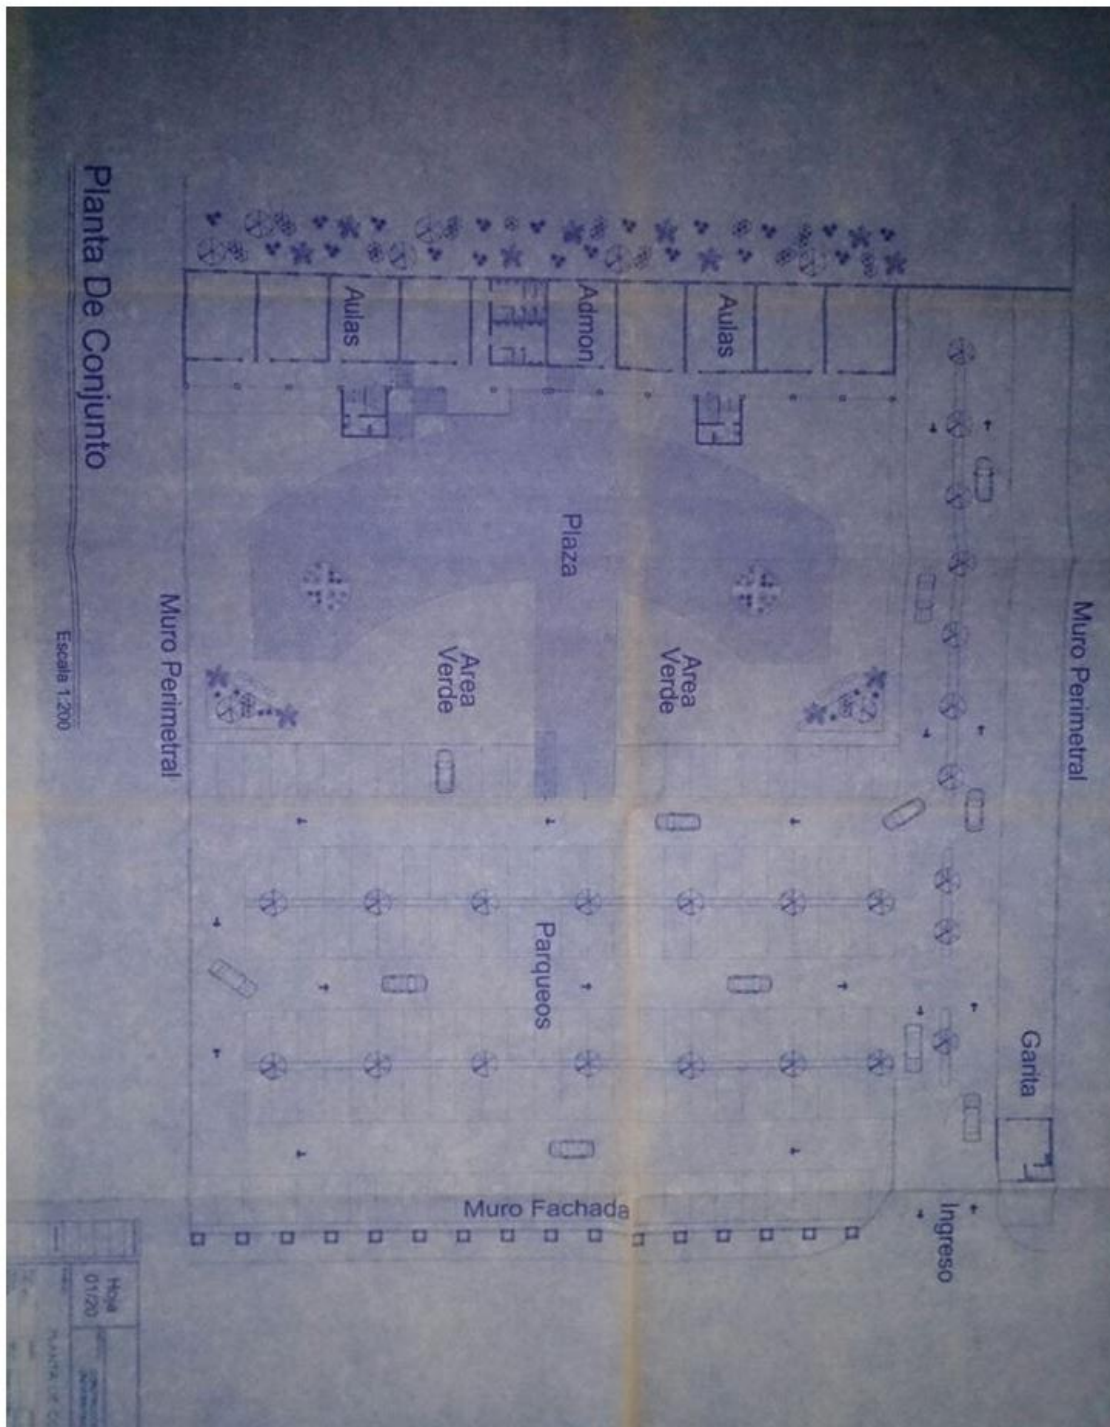 Aulas
Admon.
Aulas
Plaza
Area
Verde
Area
Verde
Muro Perimetral
Muro Perimetral
Parqueos
Garita
Ingreso
Muro Fachada
Planta De Conjunto
Escala 1:200
Hoja
01/20